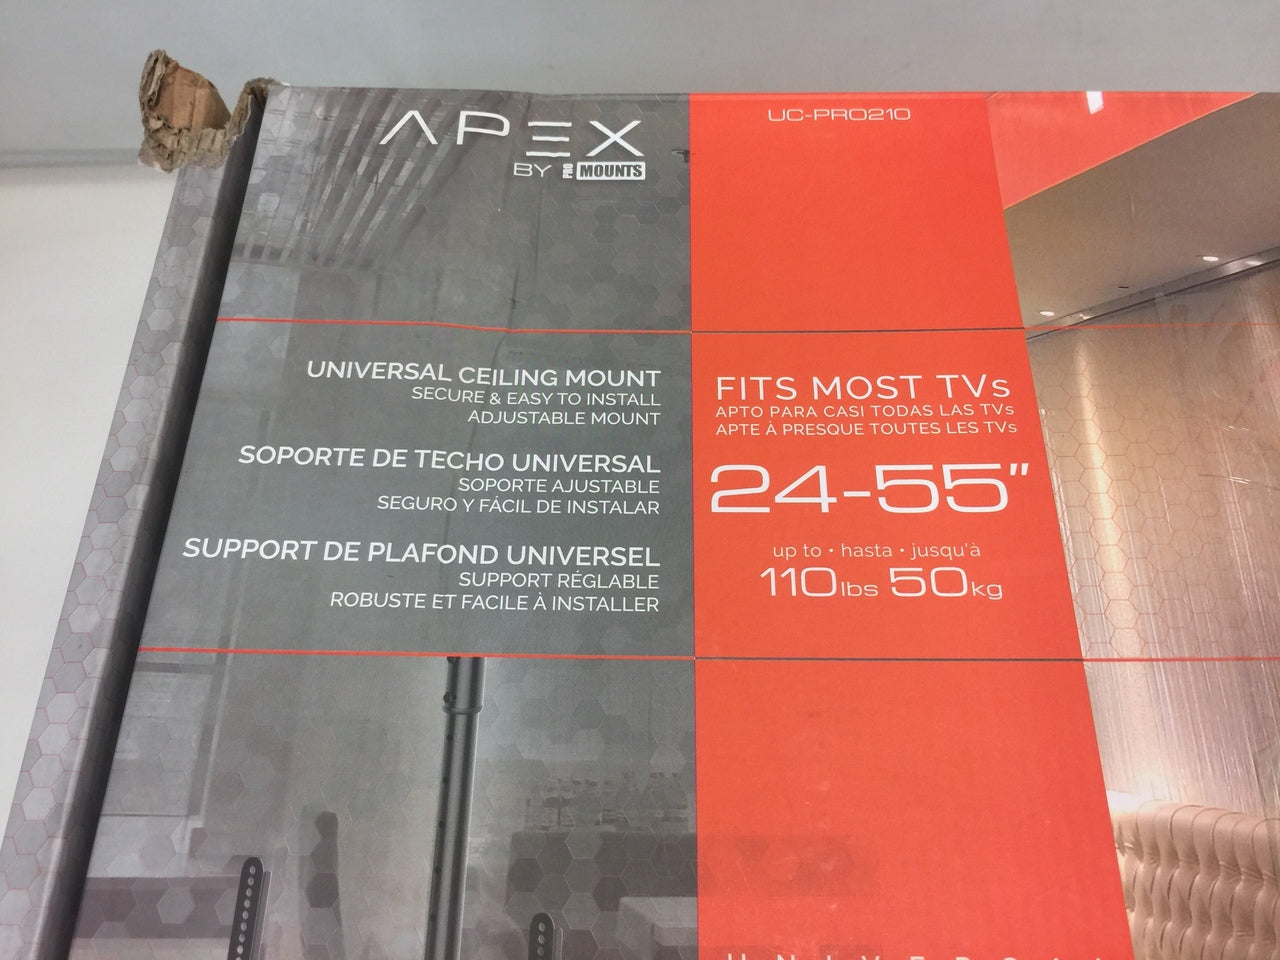 APEX
BY PRO MOUNTS
UNIVERSAL CEILING MOUNT
SECURE & EASY TO INSTALL
ADJUSTABLE MOUNT
SOPORTE DE TECHO UNIVERSAL
SOPORTE AJUSTABLE
SEGURO Y FÁCIL DE INSTALAR
SUPPORT DE PLAFOND UNIVERSEL
SUPPORT RÉGLABLE
ROBUSTE ET FACILE À INSTALLER
UC-PRO210
FITS MOST TVs
APTO PARA CASI TODAS LAS TVs
APTE À PRESQUE TOUTES LES TVs
24-55"
up to • hasta • jusqu'à
110lbs 50kg